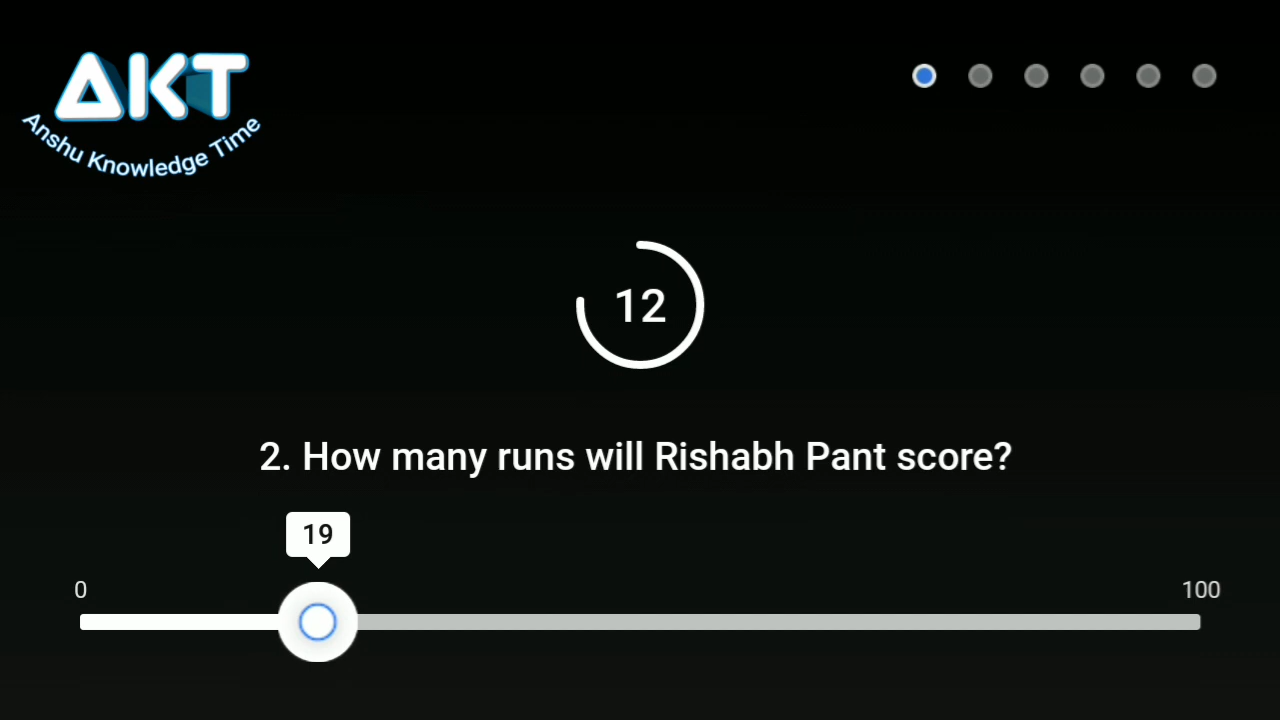 AKT
Anshu Knowledge Time
12
2. How many runs will Rishabh Pant score?
19
0
100